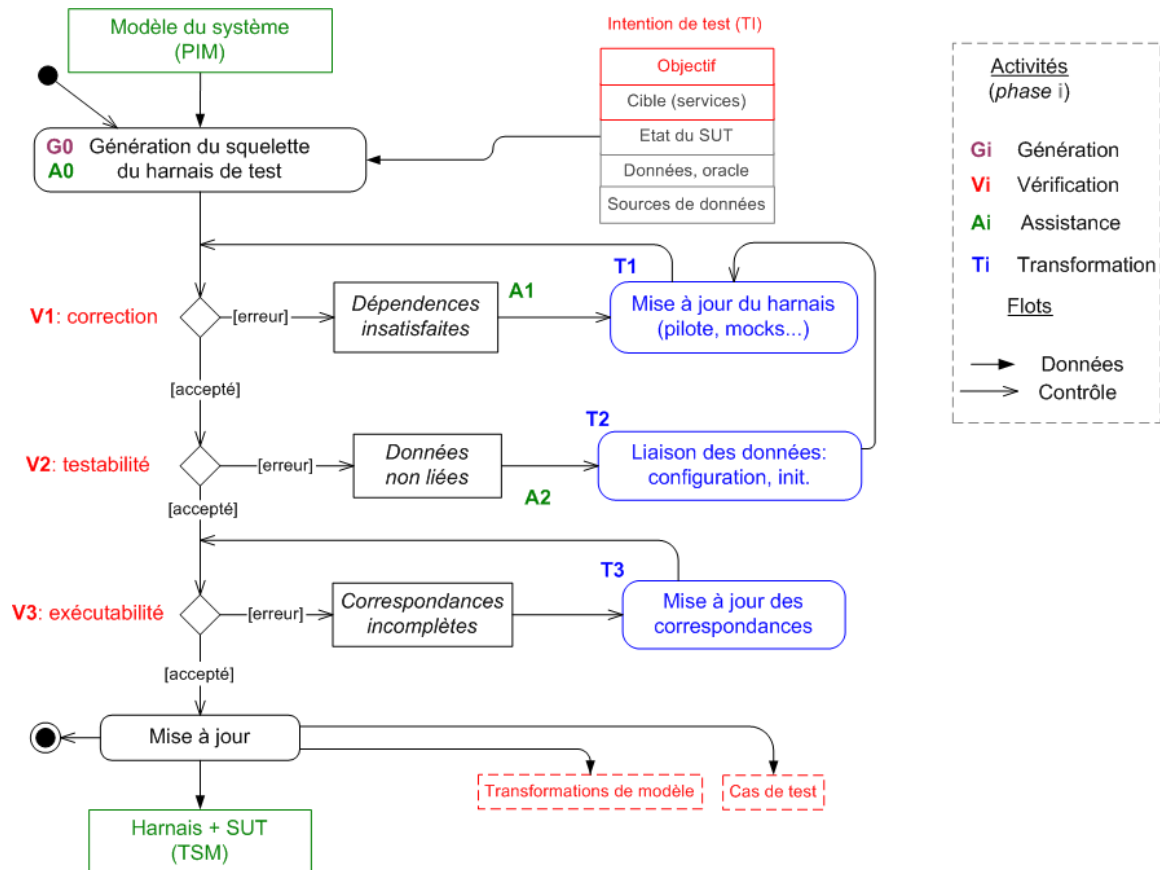 Modèle du système
(PIM)
Intention de test (TI)
Objectif
Cible (services)
Etat du SUT
Données, oracle
Sources de données
G0 Génération du squelette
A0 du harnais de test
Activités
(phase i)
Gi Génération
Vi Vérification
Ai Assistance
Ti Transformation
Flots
Données
Contrôle
V1: correction
[erreur]
Dépendences
insatisfaites
A1
T1
Mise à jour du harnais
(pilote, mocks...)
[accepté]
V2: testabilité
[erreur]
Données
non liées
A2
T2
Liaison des données:
configuration, init.
[accepté]
V3: exécutabilité
[erreur]
Correspondances
incomplètes
T3
Mise à jour des
correspondances
[accepté]
Mise à jour
Transformations de modèle
Cas de test
Harnais + SUT
(TSM)